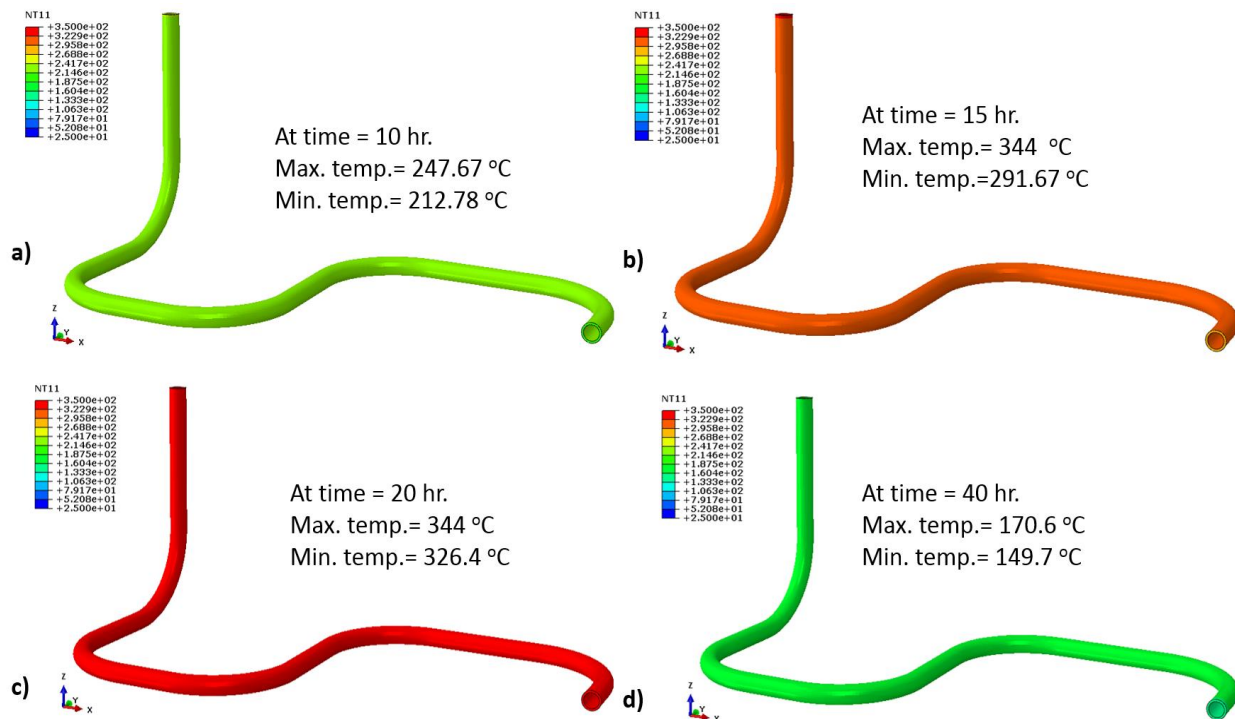 NT11
+3.500e+02
+3.229e+02
+2.958e+02
+2.688e+02
+2.417e+02
+2.146e+02
+1.875e+02
+1.604e+02
+1.333e+02
+1.063e+02
+7.917e+01
+5.208e+01
+2.500e+01
At time = 10 hr.
Max. temp.= 247.67 °C
Min. temp.= 212.78 °C
a)
Z
Y
X
NT11
+3.500e+02
+3.229e+02
+2.958e+02
+2.688e+02
+2.417e+02
+2.146e+02
+1.875e+02
+1.604e+02
+1.333e+02
+1.063e+02
+7.917e+01
+5.208e+01
+2.500e+01
At time = 15 hr.
Max. temp.= 344 °C
Min. temp.=291.67 °C
b)
Z
Y
X
NT11
+3.500e+02
+3.229e+02
+2.958e+02
+2.688e+02
+2.417e+02
+2.146e+02
+1.875e+02
+1.604e+02
+1.333e+02
+1.063e+02
+7.917e+01
+5.208e+01
+2.500e+01
At time = 20 hr.
Max. temp.= 344 °C
Min. temp.= 326.4 °C
c)
Z
Y
X
NT11
+3.500e+02
+3.229e+02
+2.958e+02
+2.688e+02
+2.417e+02
+2.146e+02
+1.875e+02
+1.604e+02
+1.333e+02
+1.063e+02
+7.917e+01
+5.208e+01
+2.500e+01
At time = 40 hr.
Max. temp.= 170.6 °C
Min. temp.= 149.7 °C
d)
Z
Y
X